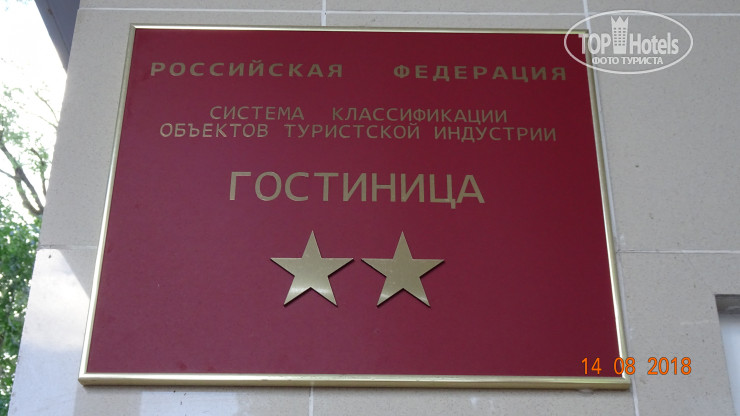 TOP Hotels
ФОТО ТУРИСТА
РОССИЙСКАЯ ФЕДЕРАЦИЯ
СИСТЕМА КЛАССИФИКАЦИИ
ОБЪЕКТОВ ТУРИСТСКОЙ ИНДУСТРИИ
ГОСТИНИЦА
14 08 2018